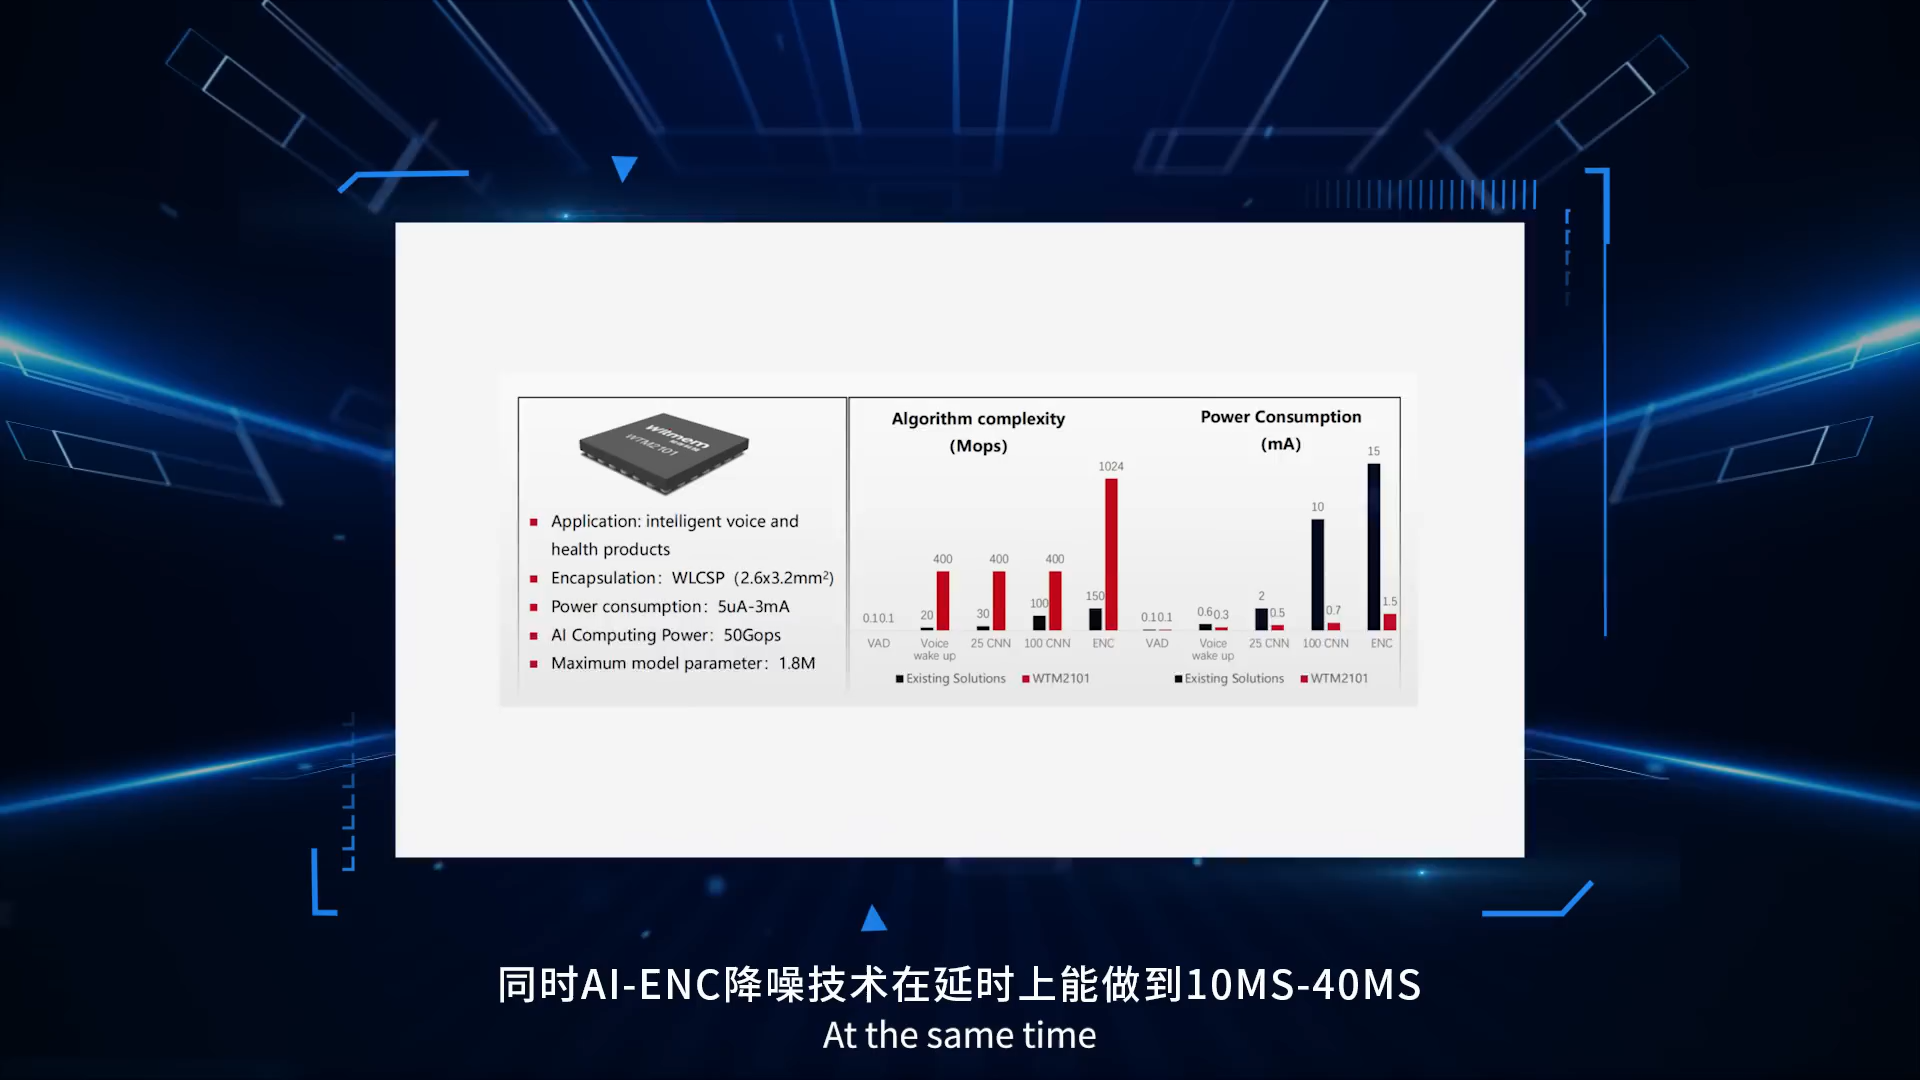 witmem
WTM2101
Application: intelligent voice and
health products
Encapsulation: WLCSP (2.6x3.2mm²)
Power consumption: 5uA-3mA
AI Computing Power: 50Gops
Maximum model parameter: 1.8M
Algorithm complexity
(Mops)
1024
400 400 400
20 30 100 150
0.1 0.1
VAD Voice wake up 25 CNN 100 CNN ENC
Existing Solutions WTM2101
Power Consumption
(mA)
15
10
2
0.1 0.1 0.6 0.3 0.5 0.7 1.5
VAD Voice wake up 25 CNN 100 CNN ENC
Existing Solutions WTM2101
同时AI-ENC降噪技术在延时上能做到10MS-40MS
At the same time